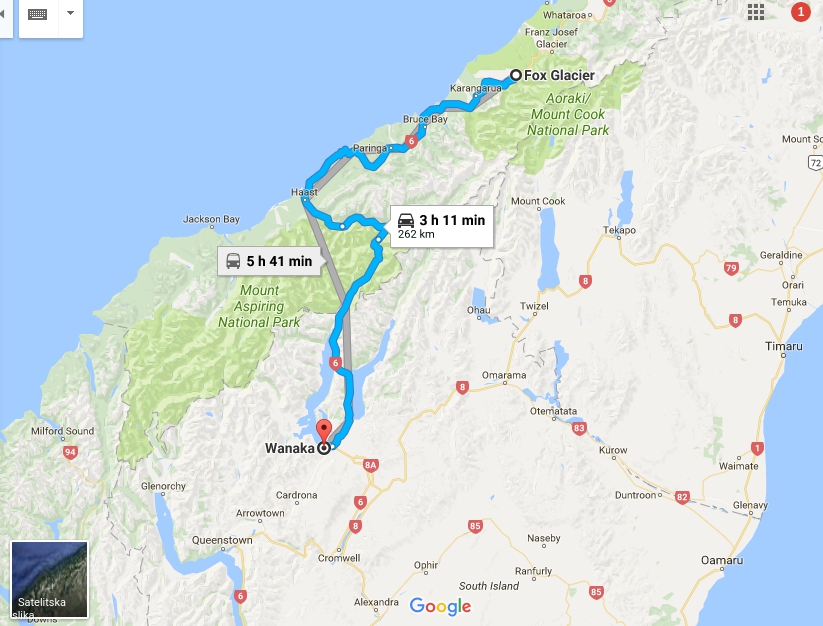 1
Whataroa
Franz Josef
Glacier
Fox Glacier
Karangarua
Aoraki/
Mount Cook
National Park
Bruce Bay
6
Paringa
72
Haast
Mount Cook
Jackson Bay
3 h 11 min
262 km
Tekapo
5 h 41 min
Geraldine
79
Orari
8
Temuka
Mount
Aspiring
National Park
Ohau
Twizel
8
Timaru
6
Omarama
8
Otematata
83
Milford Sound
94
Wanaka
8A
Kurow
1
Waimate
Glenorchy
Cardrona
6
Duntroon
82
Glenavy
Arrowtown
8
85
Queenstown
Naseby
Cromwell
Oamaru
Ophir
Ranfurly
South Island
6
85
Alexandra
Google
Satelitska
slika
Downs